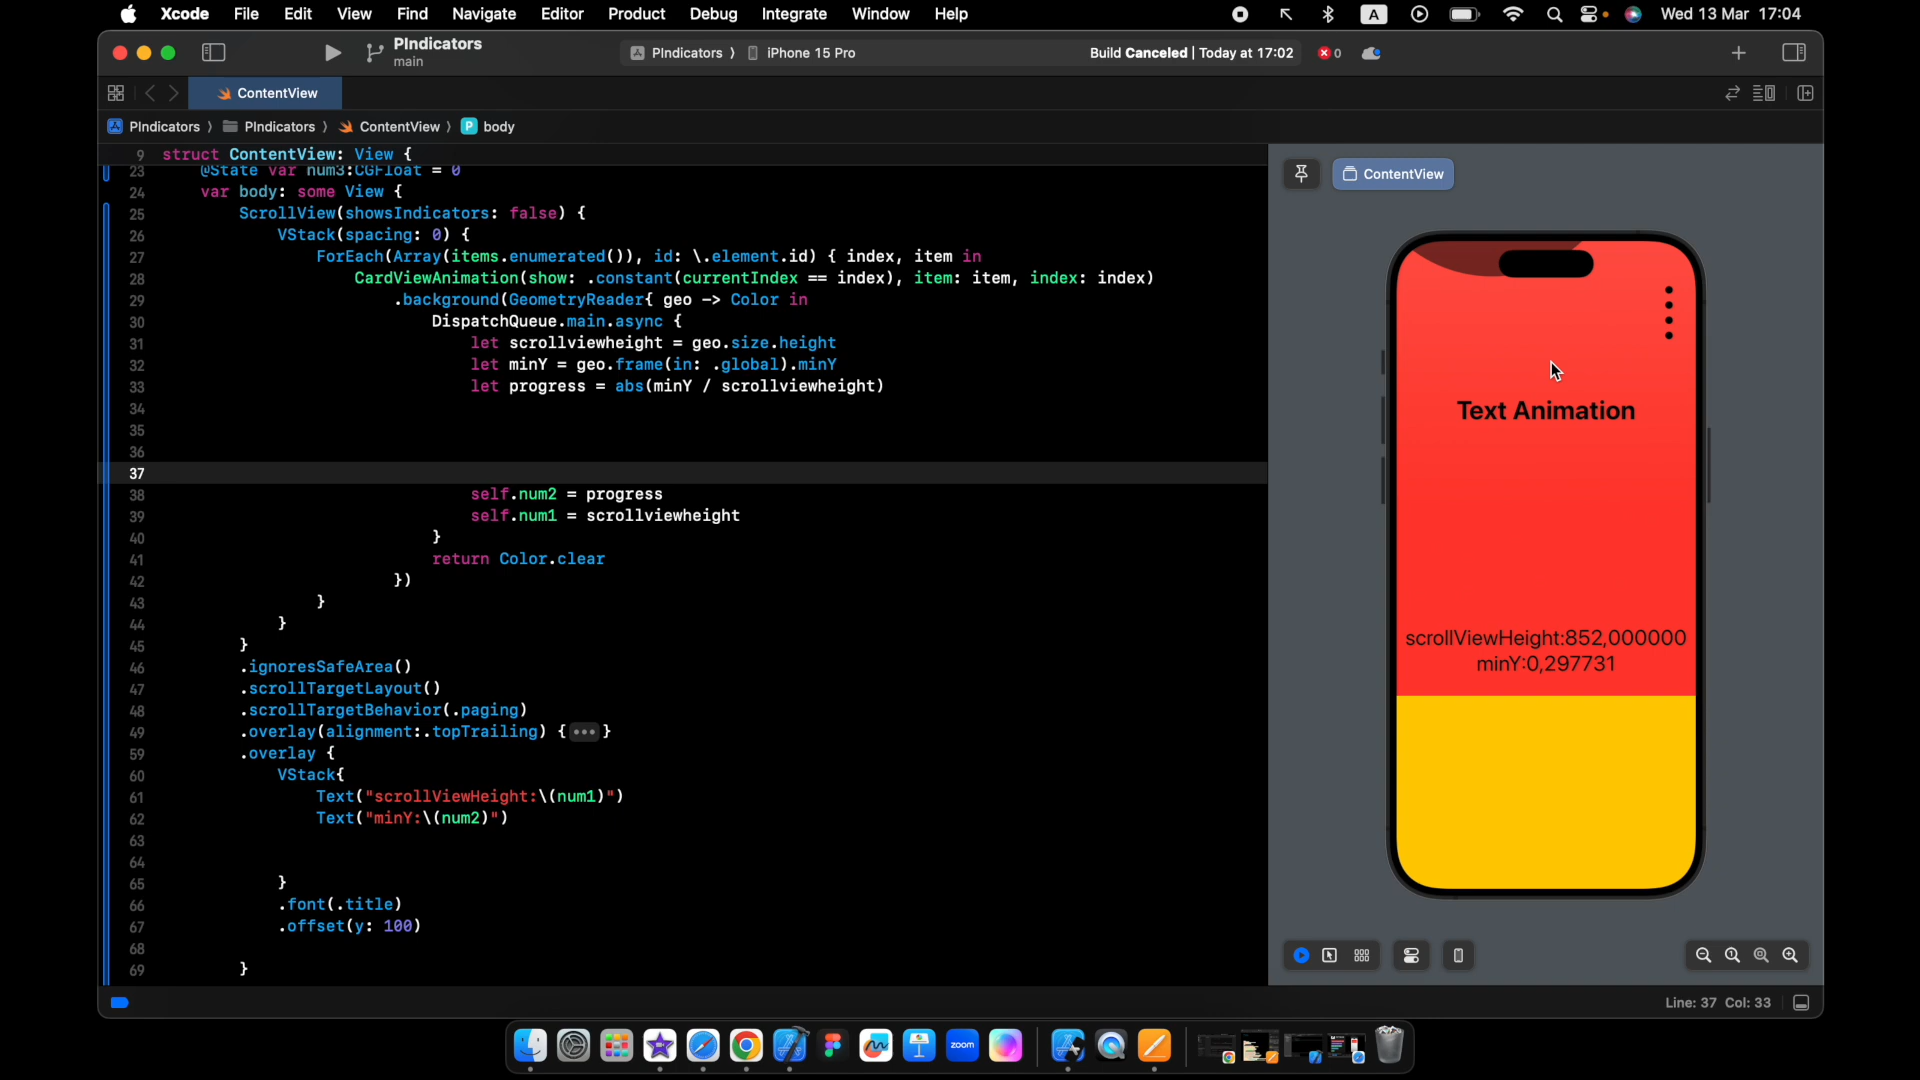 Xcode File Edit View Find Navigate Editor Product Debug Integrate Window Help A Wed 13 Mar 17:04
PIndicators
main
PIndicators 〉 iPhone 15 Pro Build Canceled | Today at 17:02 0
ContentView
PIndicators 〉 PIndicators 〉 ContentView 〉 P body
9 struct ContentView: View {
23 @State var num3:CGFloat = 0
24 var body: some View {
25 ScrollView(showsIndicators: false) {
26 VStack(spacing: 0) {
27 ForEach(Array(items.enumerated()), id: \.element.id) { index, item in
28 CardViewAnimation(show: .constant(currentIndex == index), item: item, index: index)
29 .background(GeometryReader{ geo -> Color in
30 DispatchQueue.main.async {
31 let scrollviewheight = geo.size.height
32 let minY = geo.frame(in: .global).minY
33 let progress = abs(minY / scrollviewheight)
34
35
36
37
38 self.num2 = progress
39 self.num1 = scrollviewheight
40 }
41 return Color.clear
42 })
43 }
44 }
45 }
46 .ignoresSafeArea()
47 .scrollTargetLayout()
48 .scrollTargetBehavior(.paging)
49 .overlay(alignment:.topTrailing) {•••}
59 .overlay {
60 VStack{
61 Text("scrollViewHeight:\(num1)")
62 Text("minY:\(num2)")
63
64
65 }
66 .font(.title)
67 .offset(y: 100)
68
69 }
ContentView
Text Animation
scrollViewHeight:852,000000
minY:0,297731
Line: 37 Col: 33
zoom